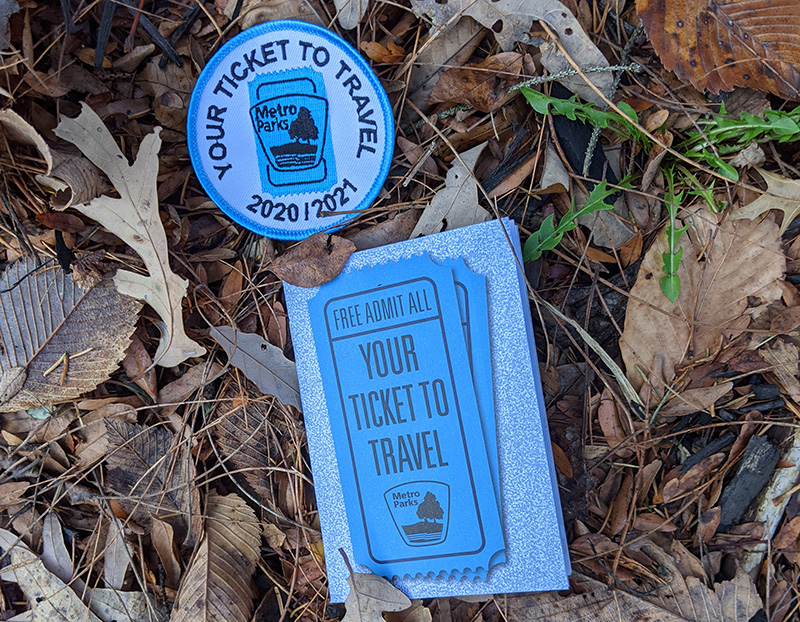 YOUR TICKET TO TRAVEL
Metro
Parks
2020/2021
FREE ADMIT ALL
YOUR
TICKET TO
TRAVEL
Metro
Parks